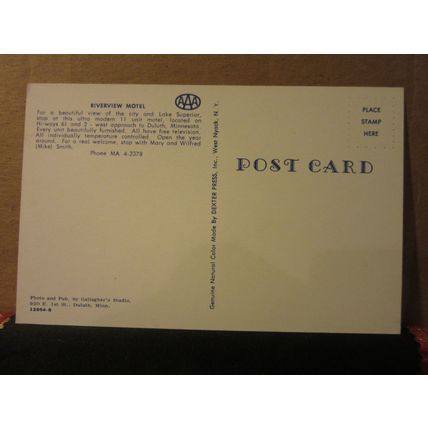 RIVERVIEW MOTEL
AAA
For a beautiful view of the city and Lake Superior,
stop at this ultra modern 11 unit motel, located on
Hi-ways 61 and 2 - west approach to Duluth, Minnesota.
Every unit beautifully furnished. All have free television.
All individually temperature controlled. Open the year
around. For a real welcome, stop with Mary and Wilfred
(Mike) Smith.
Phone MA 4-2378
Photo and Pub. by Gallagher's Studio,
920 E. 1st St., Duluth, Minn.
12054-B
Genuine Natural Color Made By DEXTER PRESS, Inc., West Nyack, N. Y.
PLACE
STAMP
HERE
POST CARD